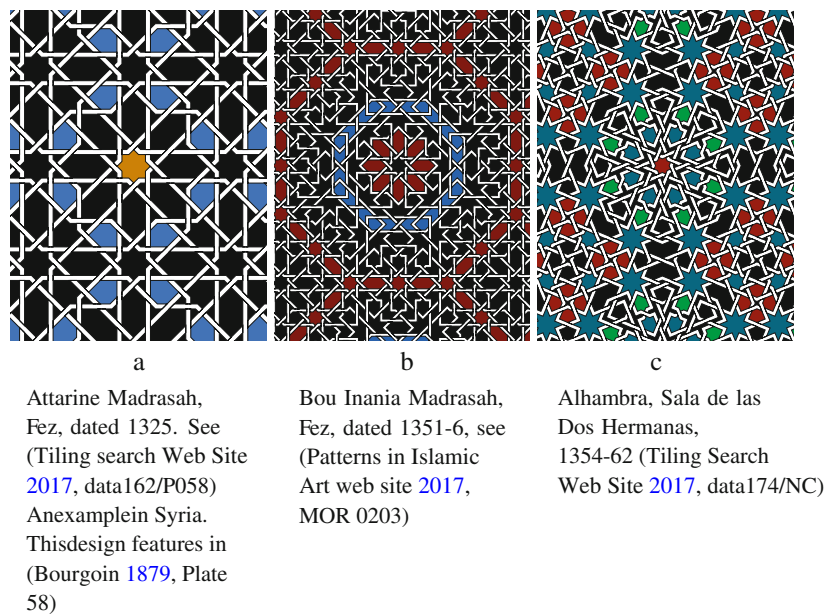 a
Attarine Madrasah,
Fez, dated 1325. See
(Tiling search Web Site
2017, data162/P058)
Anexamplein Syria.
Thisdesign features in
(Bourgoin 1879, Plate
58)
b
Bou Inania Madrasah,
Fez, dated 1351-6, see
(Patterns in Islamic
Art web site 2017,
MOR 0203)
c
Alhambra, Sala de las
Dos Hermanas,
1354-62 (Tiling Search
Web Site 2017, data174/NC)